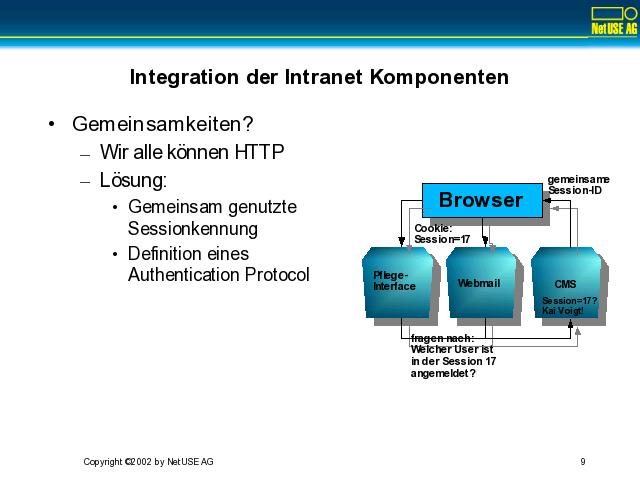 NetUSE AG
Integration der Intranet Komponenten
• Gemeinsamkeiten?
– Wir alle können HTTP
– Lösung:
• Gemeinsam genutzte
Sessionkennung
• Definition eines
Authentication Protocol
gemeinsame
Session-ID
Browser
Cookie:
Session=17
Pflege-
Interface
Webmail
CMS
Session=17?
Kai Voigt!
fragen nach:
Welcher User ist
in der Session 17
angemeldet?
Copyright ©2002 by NetUSE AG
9